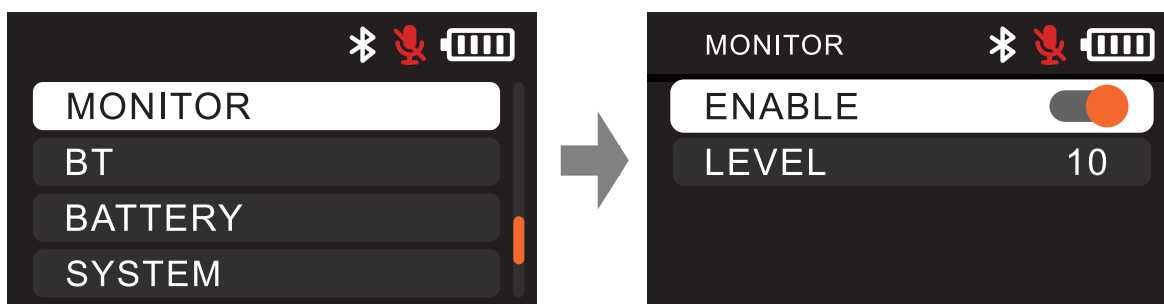 MONITOR
BT
BATTERY
SYSTEM
MONITOR
ENABLE
LEVEL 10